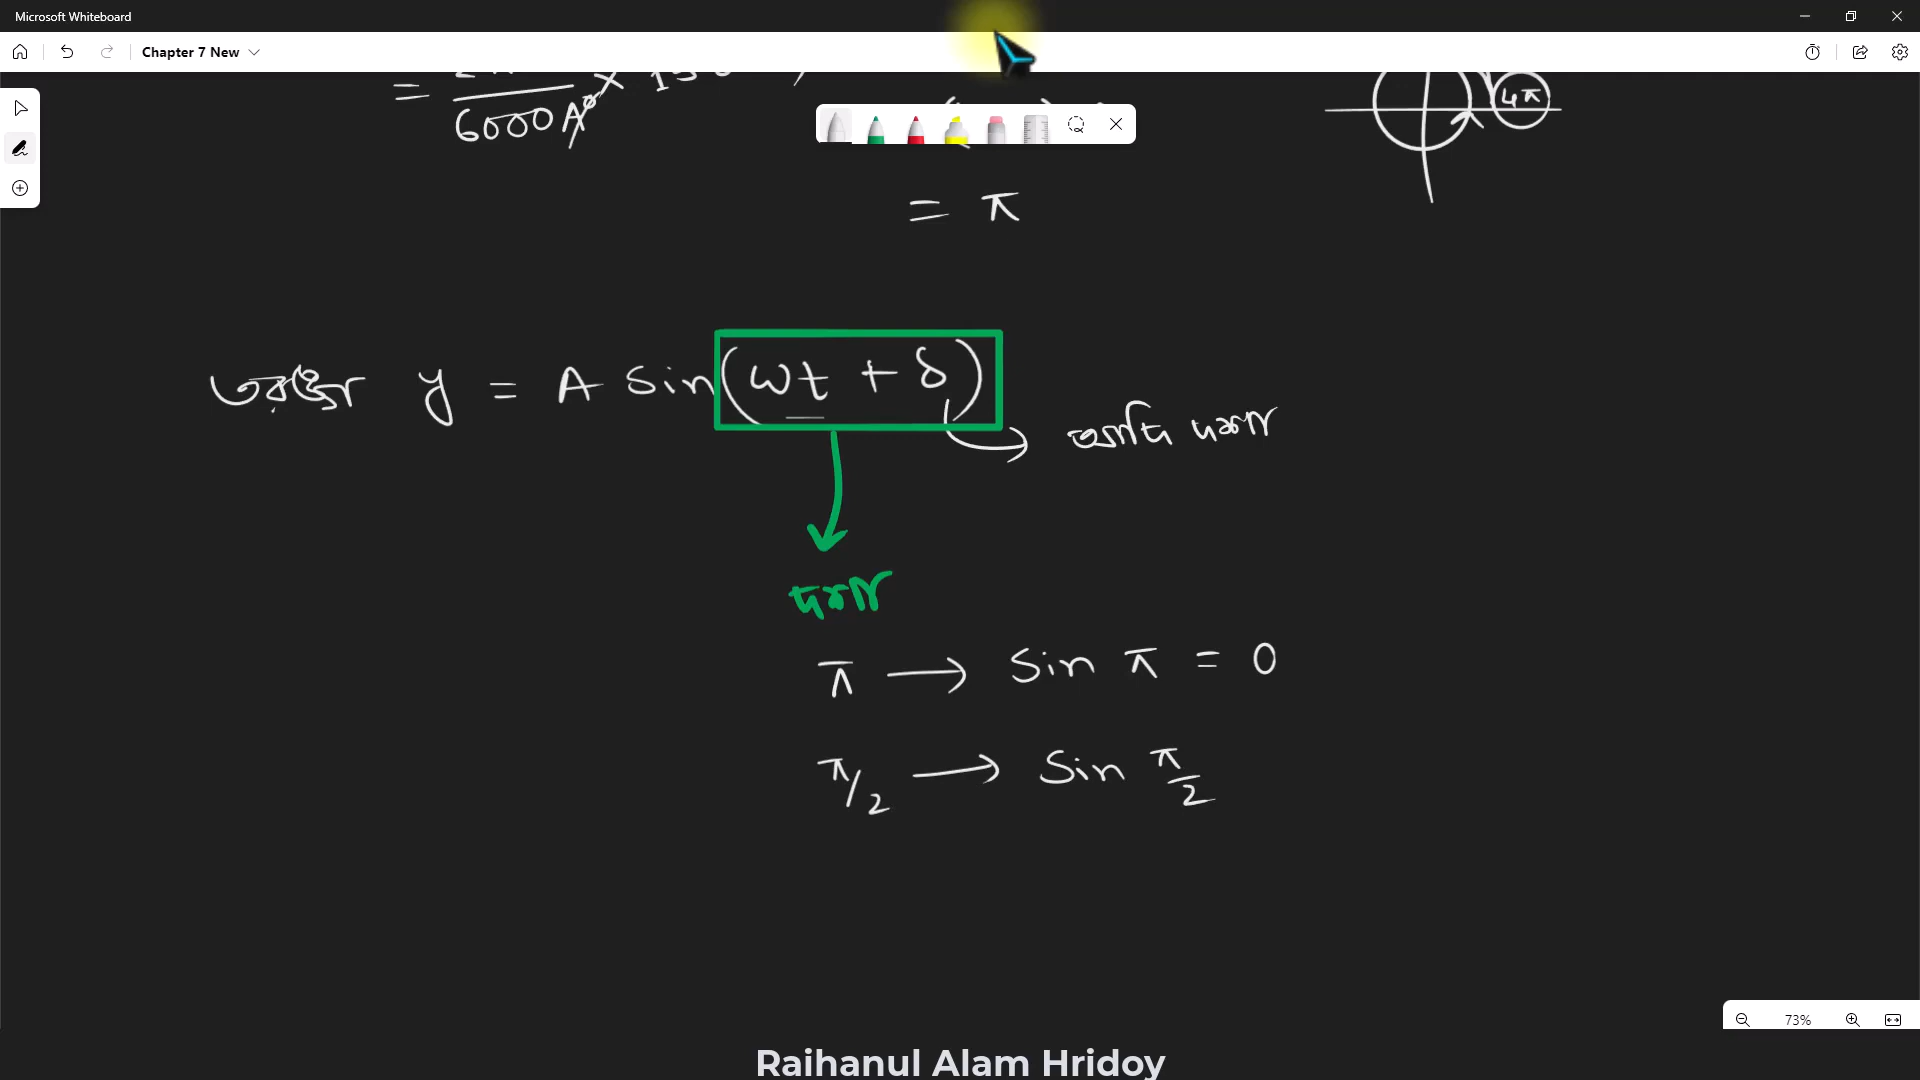 Microsoft Whiteboard
Chapter 7 New
= 6000A° ×
4π
= π
তরঙ্গের y = A Sin(ωt + δ)
আদি দশা
দশা
π → Sin π = 0
π/2 → Sin π/2
73%
Raihanul Alam Hridoy